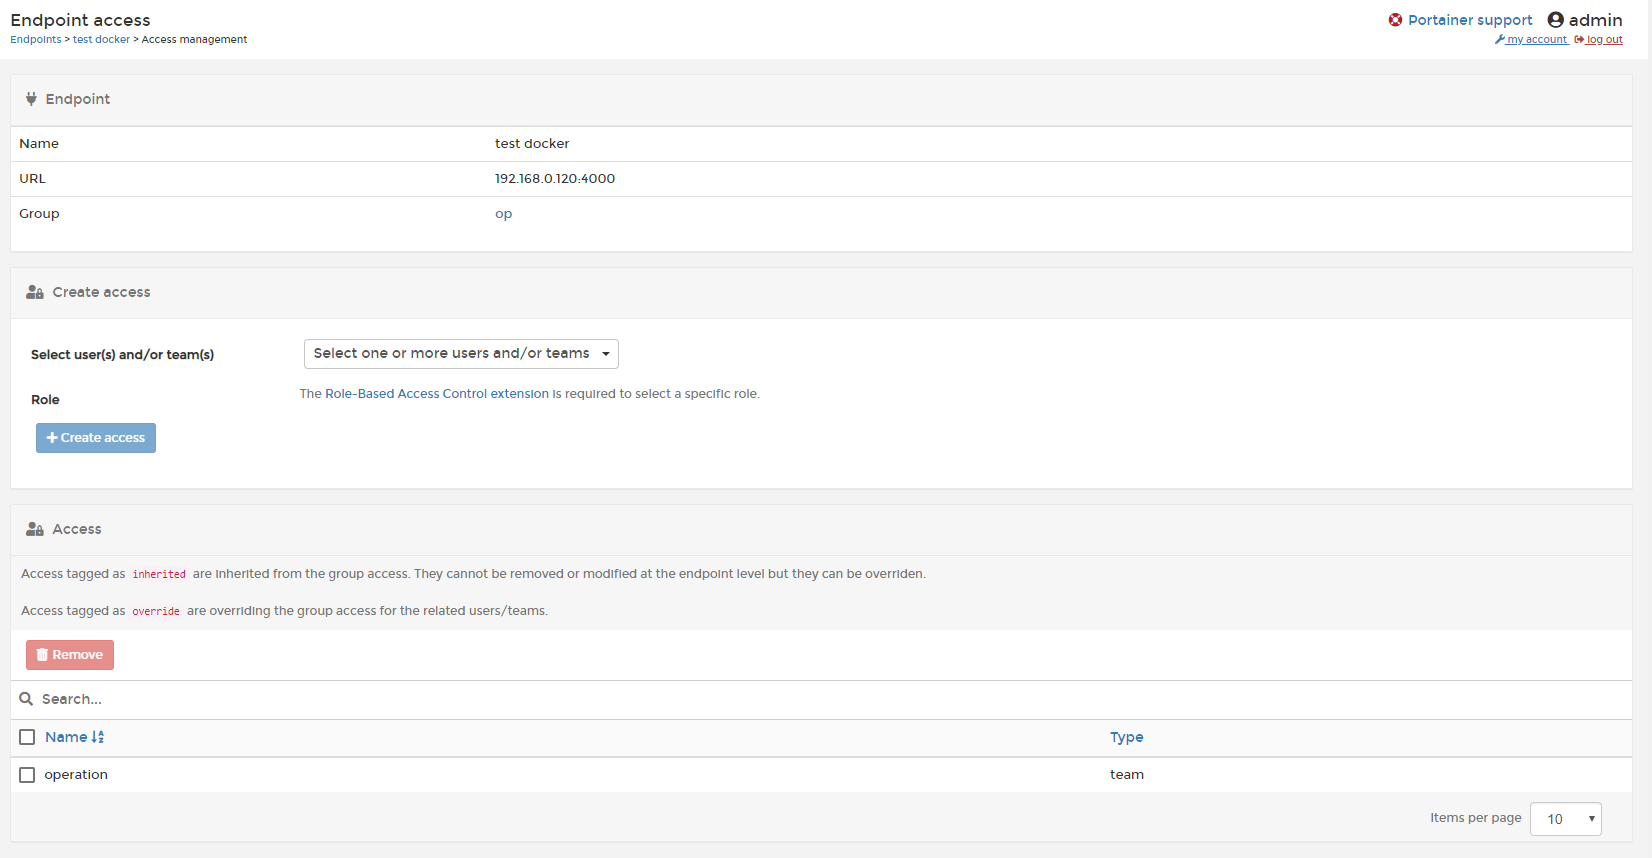 Endpoint access
Portainer support admin
Endpoints > test docker > Access management
my account log out
Endpoint
Name test docker
URL 192.168.0.120:4000
Group op
Create access
Select user(s) and/or team(s) Select one or more users and/or teams
Role The Role-Based Access Control extension is required to select a specific role.
Create access
Access
Access tagged as inherited are inherited from the group access. They cannot be removed or modified at the endpoint level but they can be overriden.
Access tagged as override are overriding the group access for the related users/teams.
Remove
Search...
Name Type
operation team
Items per page 10